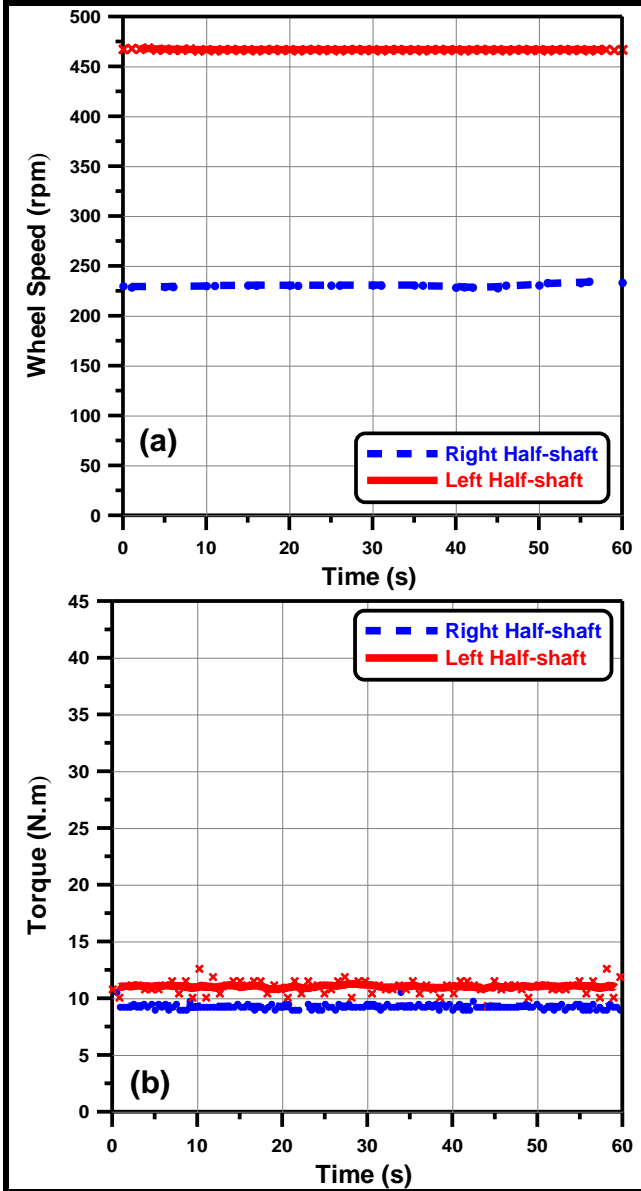 500
450
400
350
300
250
200
150
100
50
0
Wheel Speed (rpm)
(a)
Right Half-shaft
Left Half-shaft
0 10 20 30 40 50 60
Time (s)
45
40
35
30
25
20
15
10
5
0
Torque (N.m)
Right Half-shaft
Left Half-shaft
(b)
0 10 20 30 40 50 60
Time (s)